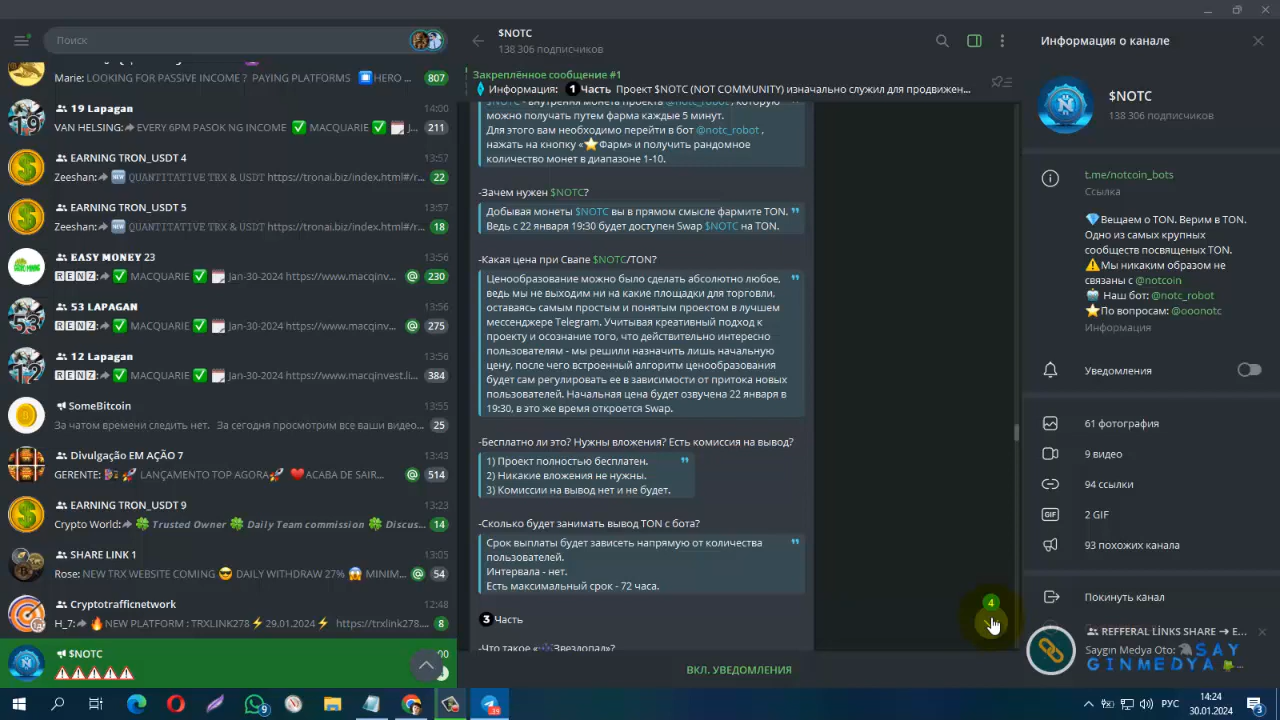 Поиск
Marie: LOOKING FOR PASSIVE INCOME ? PAYING PLATFORMS HERO ...
807
19 Lapagan
14:00
VAN HELSING: EVERY 6PM PASOK NG INCOME ✅ MACQUARIE ✅ J...
211
EARNING TRON_USDT 4
13:57
Zeeshan: NEW QUANTITATIVE TRX & USDT https://tronai.biz/index.html#/r...
22
EARNING TRON_USDT 5
13:57
Zeeshan: NEW QUANTITATIVE TRX & USDT https://tronai.biz/index.html#/r...
18
EASY MONEY 23
13:56
RENZ: ✅ MACQUARIE ✅ Jan-30-2024 https://www.macqinv...
@ 230
53 LAPAGAN
13:56
RENZ: ✅ MACQUARIE ✅ Jan-30-2024 https://www.macqinv...
@ 275
12 Lapagan
13:56
RENZ: ✅ MACQUARIE ✅ Jan-30-2024 https://www.macqinvest.li...
384
SomeBitcoin
13:55
За чатом времени следить нет. За сегодня просмотрим все ваши видео...
25
Divulgação EM AÇÃO 7
13:43
GERENTE: LANÇAMENTO TOP AGORA🚀 ❤️ACABA DE SAIR...
@ 514
EARNING TRON_USDT 9
13:23
Crypto World: 🍀 Trusted Owner 🍀 Daily Team commission 🍀 Discus...
14
SHARE LINK 1
13:05
Rose: NEW TRX WEBSITE COMING 😎 DAILY WITHDRAW 27% 😱 MINIM...
@ 54
Cryptotrafficnetwork
12:48
H_7: 🔥NEW PLATFORM : TRXLINK278⚡29.01.2024⚡ https://trxlink278....
8
$NOTC
$NOTC
138 306 подписчиков
Закреплённое сообщение #1
Информация: 1 Часть Проект $NOTC (NOT COMMUNITY) изначально служил для продвижен...
$NOTC - внутренняя монета проекта @notc_robot, которую
можно получать путем фарма каждые 5 минут.
Для этого вам необходимо перейти в бот @notc_robot ,
нажать на кнопку «⭐Фарм» и получить рандомное
количество монет в диапазоне 1-10.
-Зачем нужен $NOTC?
Добывая монеты $NOTC вы в прямом смысле фармите TON.
Ведь с 22 января 19:30 будет доступен Swap $NOTC на TON.
-Какая цена при Свапе $NOTC/TON?
Ценообразование можно было сделать абсолютно любое,
ведь мы не выходим ни на какие площадки для торговли,
оставаясь самым простым и понятым проектом в лучшем
мессенджере Telegram. Учитывая креативный подход к
проекту и осознание того, что действительно интересно
пользователям - мы решили назначить лишь начальную
цену, после чего встроенный алгоритм ценообразования
будет сам регулировать ее в зависимости от притока новых
пользователей. Начальная цена будет озвучена 22 января в
19:30, в это же время откроется Swap.
-Бесплатно ли это? Нужны вложения? Есть комиссия на вывод?
1) Проект полностью бесплатен.
2) Никакие вложения не нужны.
3) Комиссии на вывод нет и не будет.
-Сколько будет занимать вывод TON с бота?
Срок выплаты будет зависеть напрямую от количества
пользователей.
Интервала - нет.
Есть максимальный срок - 72 часа.
3 Часть
-Что такое «Звездопад»?
4
ВКЛ. УВЕДОМЛЕНИЯ
Информация о канале
$NOTC
138 306 подписчиков
t.me/notcoin_bots
Ссылка
💎Вещаем о TON. Верим в TON.
Одно из самых крупных
сообществ посвященых TON.
⚠️Мы никаким образом не
связаны с @notcoin
🤖 Наш бот: @notc_robot
⭐По вопросам: @ooonotc
Информация
Уведомления
61 фотография
9 видео
94 ссылки
GIF 2 GIF
93 похожих канала
Покинуть канал
REFFERAL LİNKS SHARE ➔ E...
Saygın Medya Oto: SAY
GINMEDYA
РУС
14:24
30.01.2024
3